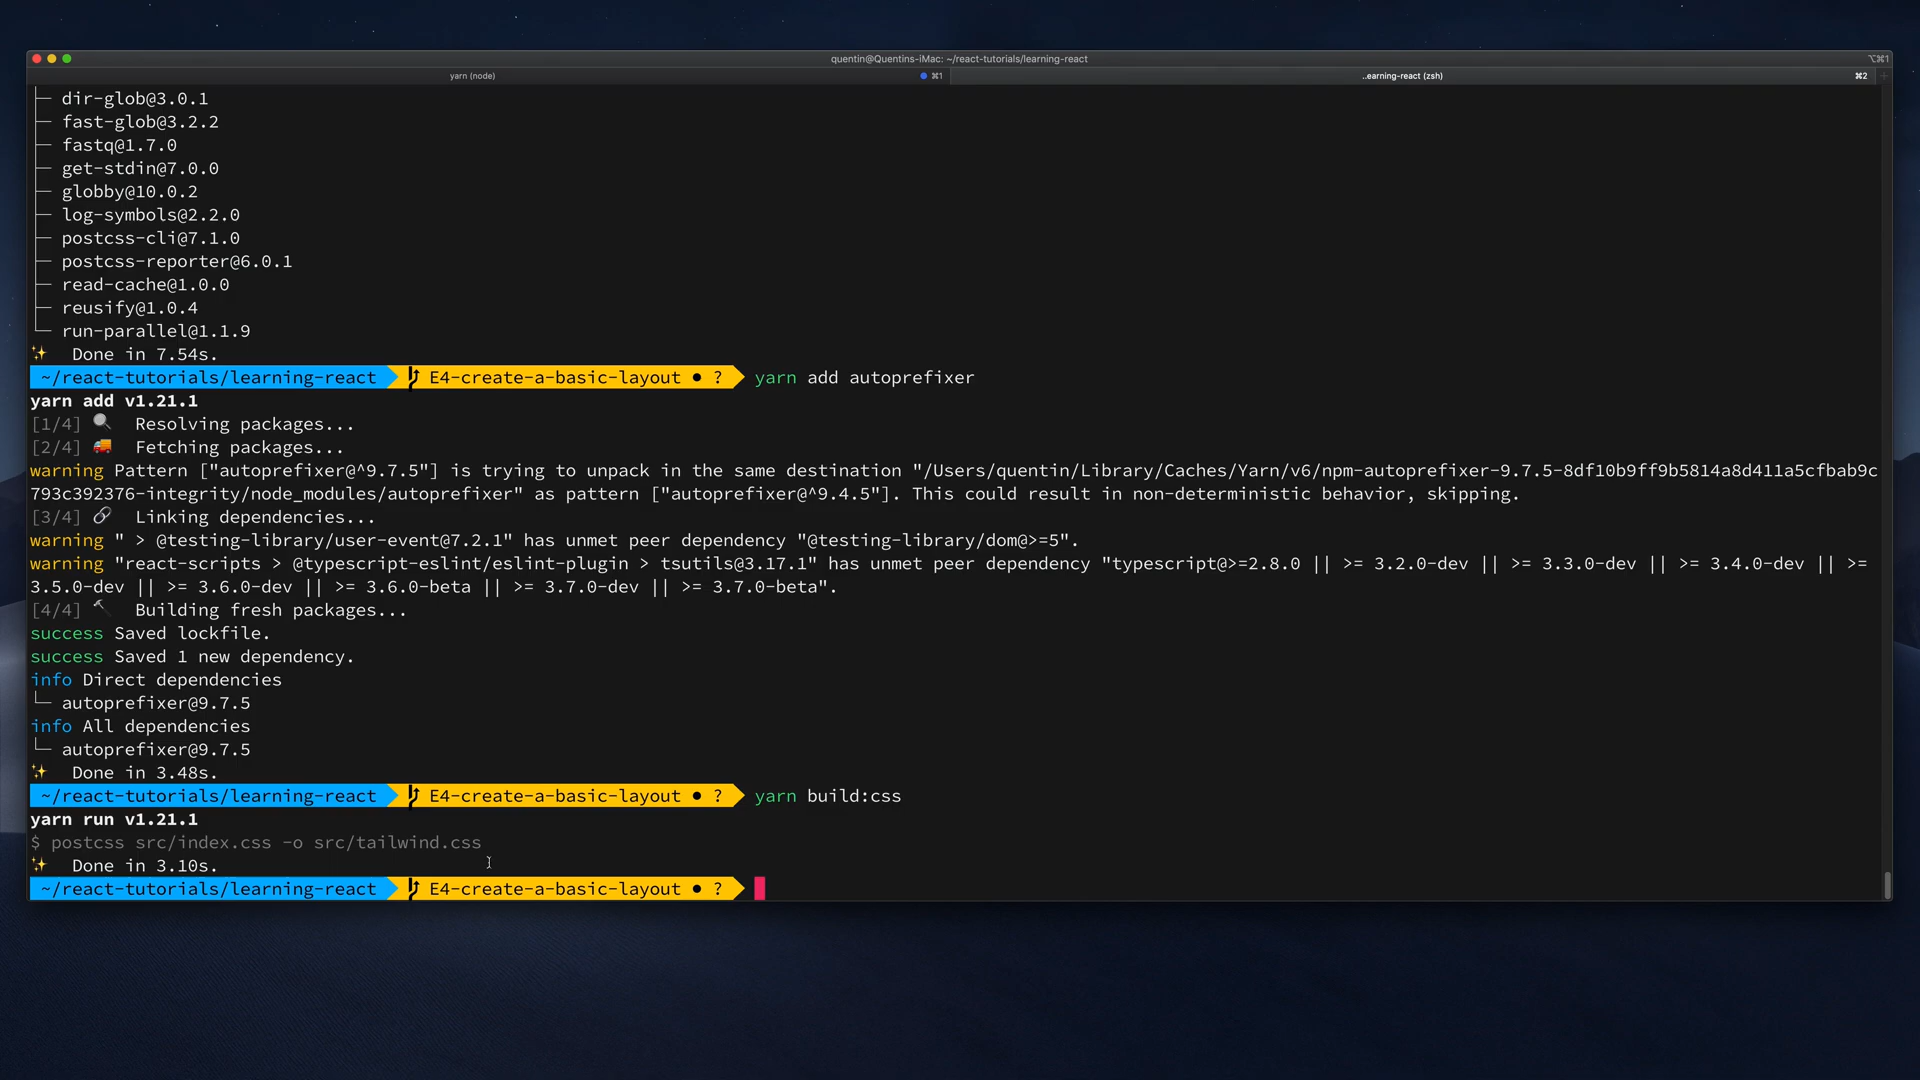 quentin@Quentins-iMac: ~/react-tutorials/learning-react
⌥⌘1
yarn (node)
⌘1
..earning-react (zsh)
⌘2
├─ dir-glob@3.0.1
├─ fast-glob@3.2.2
├─ fastq@1.7.0
├─ get-stdin@7.0.0
├─ globby@10.0.2
├─ log-symbols@2.2.0
├─ postcss-cli@7.1.0
├─ postcss-reporter@6.0.1
├─ read-cache@1.0.0
├─ reusify@1.0.4
└─ run-parallel@1.1.9
✨ Done in 7.54s.
~/react-tutorials/learning-react E4-create-a-basic-layout ● ? yarn add autoprefixer
yarn add v1.21.1
[1/4] 🔍 Resolving packages...
[2/4] 🚚 Fetching packages...
warning Pattern ["autoprefixer@^9.7.5"] is trying to unpack in the same destination "/Users/quentin/Library/Caches/Yarn/v6/npm-autoprefixer-9.7.5-8df10b9ff9b5814a8d411a5cfbab9c
793c392376-integrity/node_modules/autoprefixer" as pattern ["autoprefixer@^9.4.5"]. This could result in non-deterministic behavior, skipping.
[3/4] 🔗 Linking dependencies...
warning " > @testing-library/user-event@7.2.1" has unmet peer dependency "@testing-library/dom@>=5".
warning "react-scripts > @typescript-eslint/eslint-plugin > tsutils@3.17.1" has unmet peer dependency "typescript@>=2.8.0 || >= 3.2.0-dev || >= 3.3.0-dev || >= 3.4.0-dev || >=
3.5.0-dev || >= 3.6.0-dev || >= 3.6.0-beta || >= 3.7.0-dev || >= 3.7.0-beta".
[4/4] 🔨 Building fresh packages...
success Saved lockfile.
success Saved 1 new dependency.
info Direct dependencies
└─ autoprefixer@9.7.5
info All dependencies
└─ autoprefixer@9.7.5
✨ Done in 3.48s.
~/react-tutorials/learning-react E4-create-a-basic-layout ● ? yarn build:css
yarn run v1.21.1
$ postcss src/index.css -o src/tailwind.css
✨ Done in 3.10s.
~/react-tutorials/learning-react E4-create-a-basic-layout ● ?